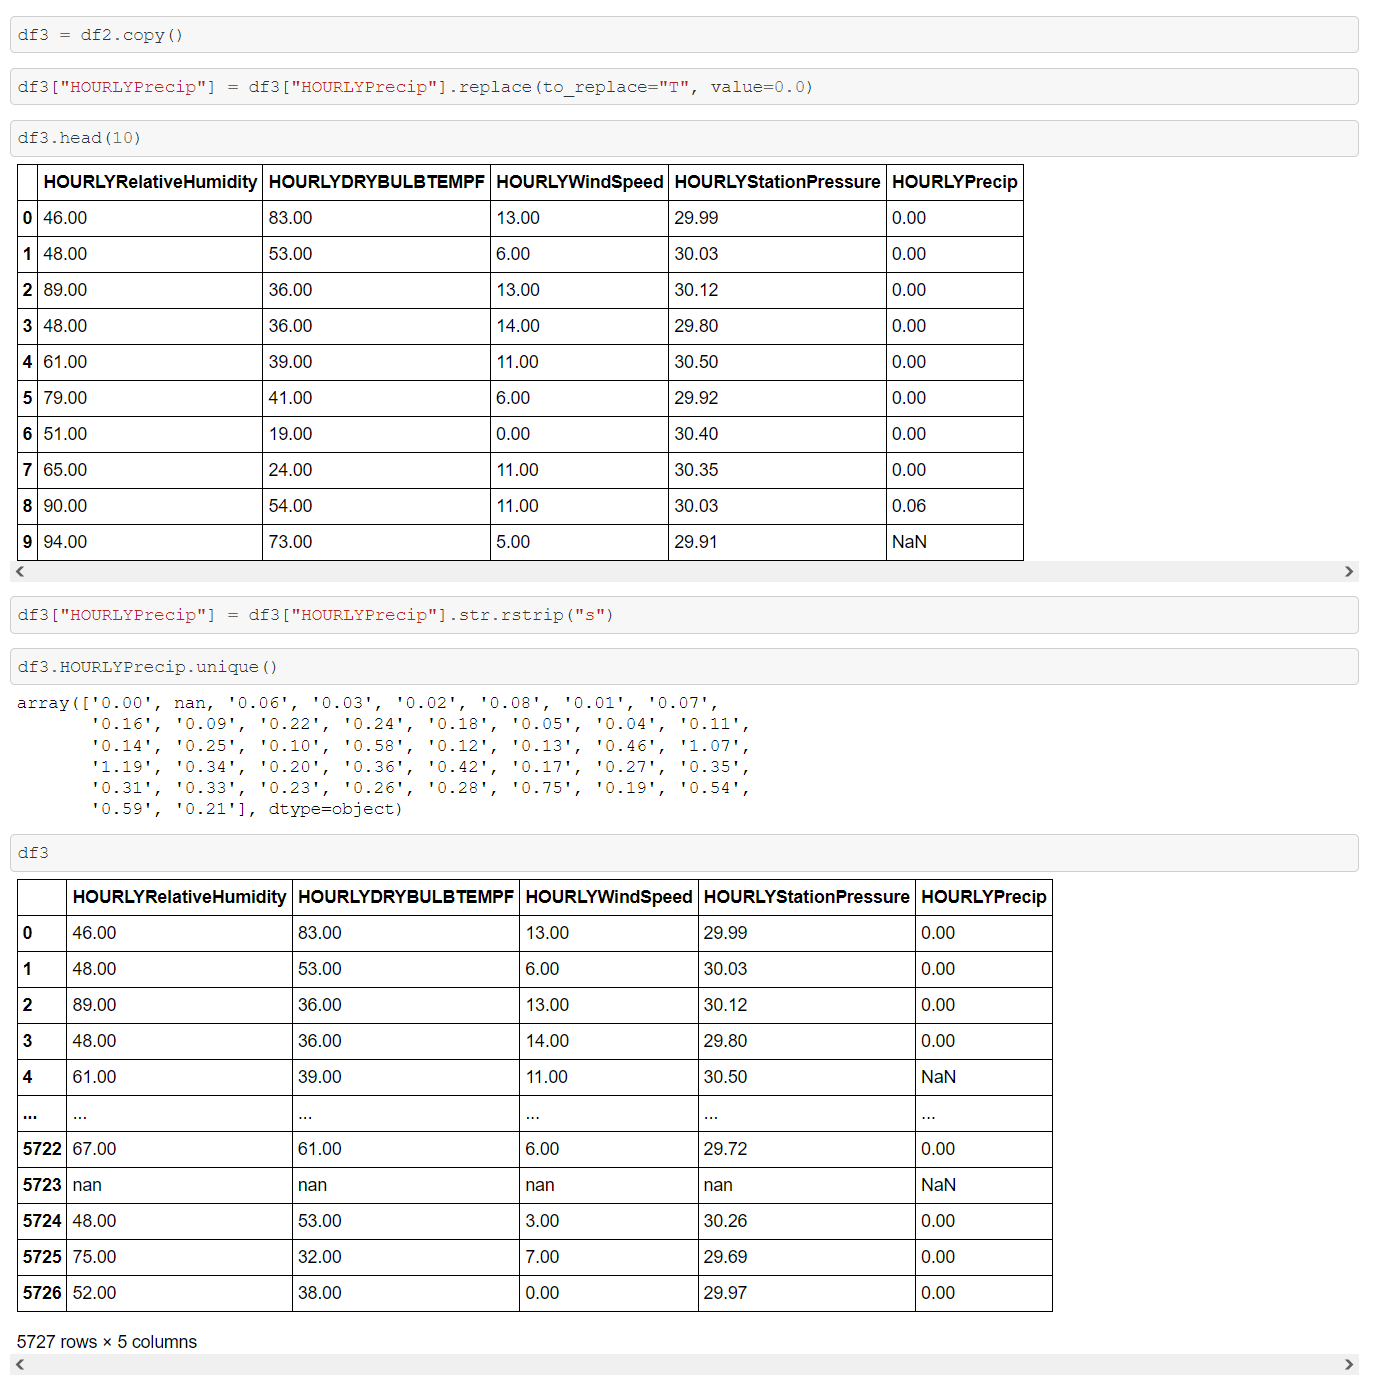 df3 = df2.copy()
df3["HOURLYPrecip"] = df3["HOURLYPrecip"].replace(to_replace="T", value=0.0)
df3.head(10)
HOURLYRelativeHumidity HOURLYDRYBULBTEMPF HOURLYWindSpeed HOURLYStationPressure HOURLYPrecip
0 46.00 83.00 13.00 29.99 0.00
1 48.00 53.00 6.00 30.03 0.00
2 89.00 36.00 13.00 30.12 0.00
3 48.00 36.00 14.00 29.80 0.00
4 61.00 39.00 11.00 30.50 0.00
5 79.00 41.00 6.00 29.92 0.00
6 51.00 19.00 0.00 30.40 0.00
7 65.00 24.00 11.00 30.35 0.00
8 90.00 54.00 11.00 30.03 0.06
9 94.00 73.00 5.00 29.91 NaN
df3["HOURLYPrecip"] = df3["HOURLYPrecip"].str.rstrip("s")
df3.HOURLYPrecip.unique()
array(['0.00', nan, '0.06', '0.03', '0.02', '0.08', '0.01', '0.07',
'0.16', '0.09', '0.22', '0.24', '0.18', '0.05', '0.04', '0.11',
'0.14', '0.25', '0.10', '0.58', '0.12', '0.13', '0.46', '1.07',
'1.19', '0.34', '0.20', '0.36', '0.42', '0.17', '0.27', '0.35',
'0.31', '0.33', '0.23', '0.26', '0.28', '0.75', '0.19', '0.54',
'0.59', '0.21'], dtype=object)
df3
HOURLYRelativeHumidity HOURLYDRYBULBTEMPF HOURLYWindSpeed HOURLYStationPressure HOURLYPrecip
0 46.00 83.00 13.00 29.99 0.00
1 48.00 53.00 6.00 30.03 0.00
2 89.00 36.00 13.00 30.12 0.00
3 48.00 36.00 14.00 29.80 0.00
4 61.00 39.00 11.00 30.50 NaN
... ... ... ... ... ...
5722 67.00 61.00 6.00 29.72 0.00
5723 nan nan nan nan NaN
5724 48.00 53.00 3.00 30.26 0.00
5725 75.00 32.00 7.00 29.69 0.00
5726 52.00 38.00 0.00 29.97 0.00
5727 rows × 5 columns